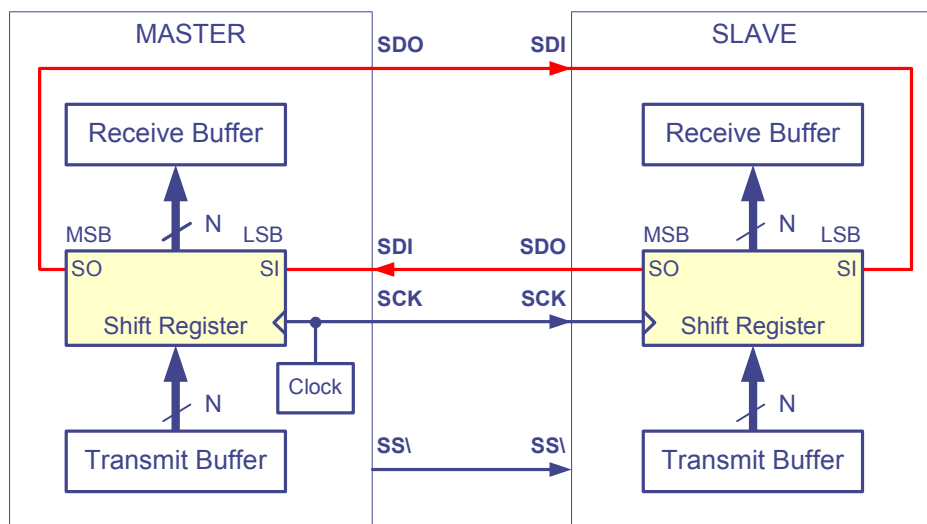 MASTER
SDO
SDI
SLAVE
Receive Buffer
Receive Buffer
N
N
MSB
LSB
SDI
SDO
MSB
LSB
SO
SI
SO
SI
SCK
SCK
Shift Register
Shift Register
Clock
N
N
SS\
SS\
Transmit Buffer
Transmit Buffer